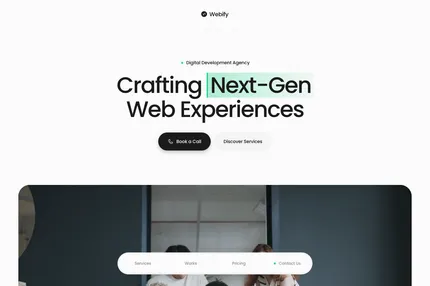 Webify
Digital Development Agency
Crafting Next-Gen
Web Experiences
Book a Call
Discover Services
Services
Works
Pricing
Contact Us